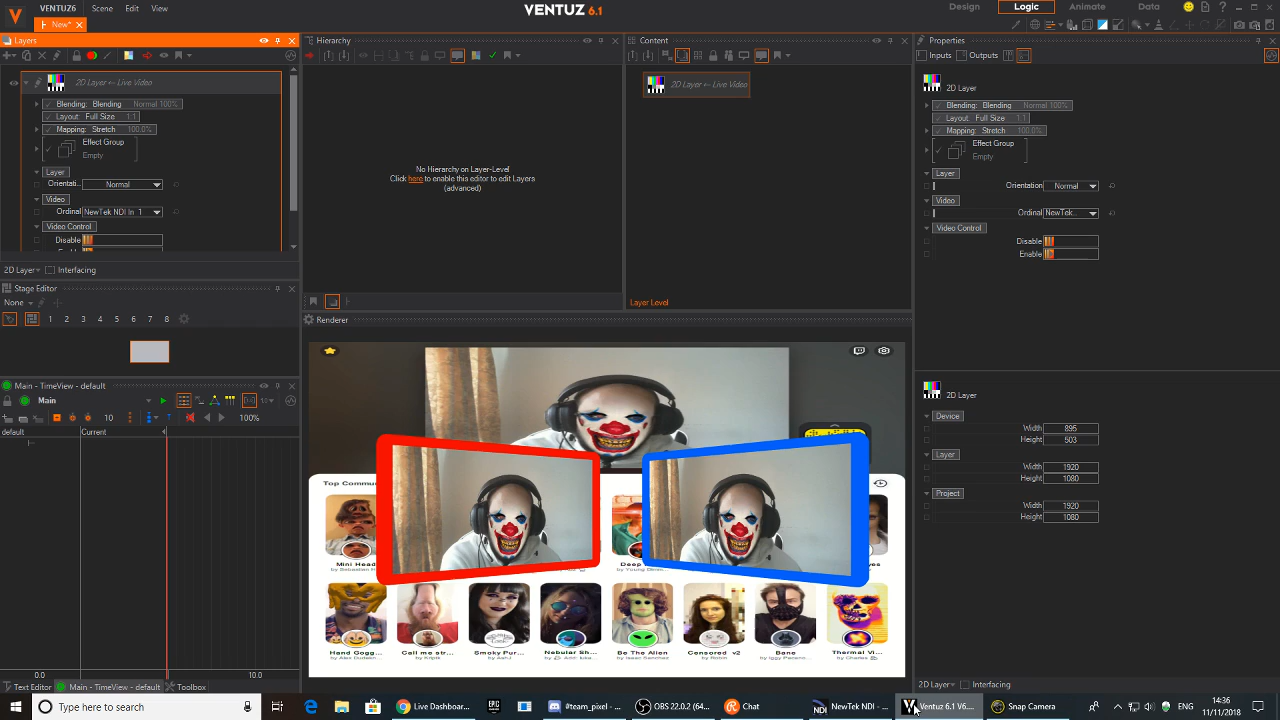 VENTUZ6 Scene Edit View
VENTUZ 6.1
Design Logic Animate Data
New*
Layers
Hierarchy
Content
Properties
Inputs Outputs
2D Layer ← Live Video
Blending: Blending Normal 100%
Layout: Full Size 1:1
Mapping: Stretch 100.0%
Effect Group
Empty
Layer
Orientati... Normal
Video
Ordinal NewTek NDI In 1
Video Control
Disable
2D Layer Interfacing
No Hierarchy on Layer-Level
Click here to enable this editor to edit Layers
(advanced)
2D Layer ← Live Video
Layer Level
2D Layer
Blending: Blending Normal 100%
Layout: Full Size 1:1
Mapping: Stretch 100.0%
Effect Group
Empty
Layer
Orientation Normal
Video
Ordinal NewTek...
Video Control
Disable
Enable
Stage Editor
None
1 2 3 4 5 6 7 8
Renderer
Main - TimeView - default
Main
10 100%
default Current
0.0 10.0
Text Editor Main - TimeView - default Toolbox
Top Commun
Mini Head
Deep
yes
Hand Gogg...
Call me str...
by Kripik
Smoky Pur...
Nebular Sh...
Be The Alien
by Isaac Sanchez
Censored v2
Bane
Thermal Vi...
2D Layer
Device
Width 895
Height 503
Layer
Width 1920
Height 1080
Project
Width 1920
Height 1080
2D Layer Interfacing
Type here to search
Live Dashboar...
EPIC
#team_pixel - ...
OBS 22.0.2 (64...
Chat
NDI NewTek NDI - ...
Ventuz 6.1 V6....
Snap Camera
14:36
11/11/2018